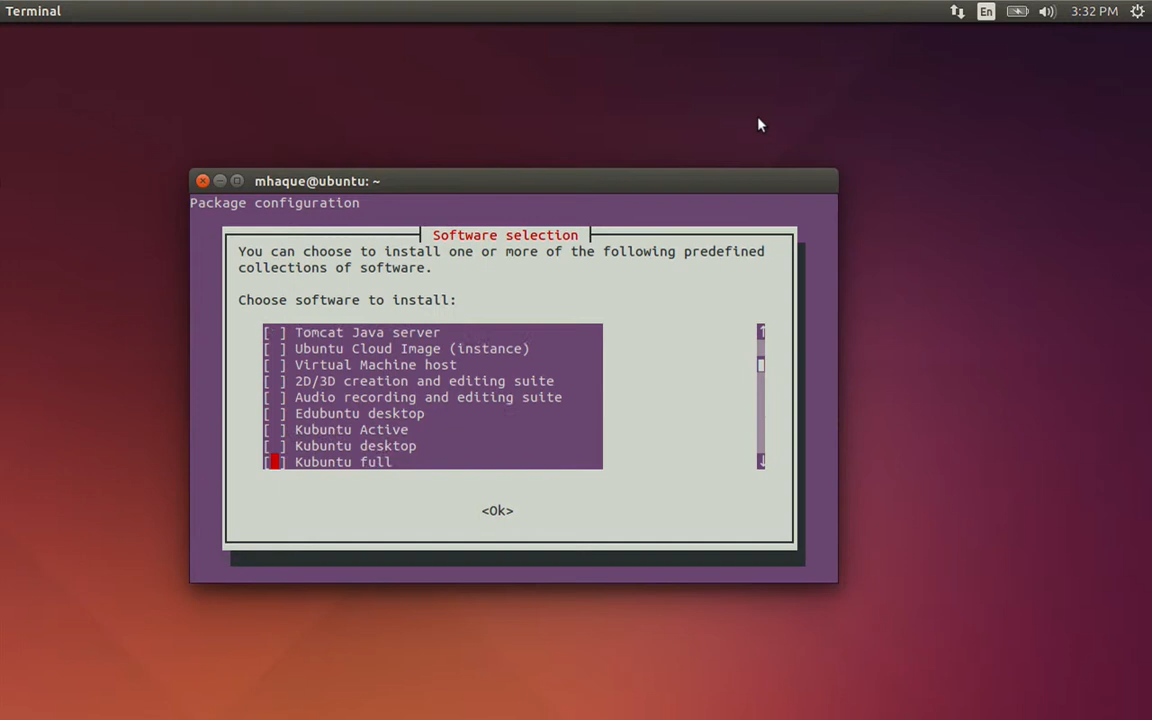 Terminal
En
3:32 PM
mhaque@ubuntu: ~
Package configuration
Software selection
You can choose to install one or more of the following predefined
collections of software.
Choose software to install:
[ ] Tomcat Java server
[ ] Ubuntu Cloud Image (instance)
[ ] Virtual Machine host
[ ] 2D/3D creation and editing suite
[ ] Audio recording and editing suite
[ ] Edubuntu desktop
[ ] Kubuntu Active
[ ] Kubuntu desktop
[ ] Kubuntu full
<Ok>